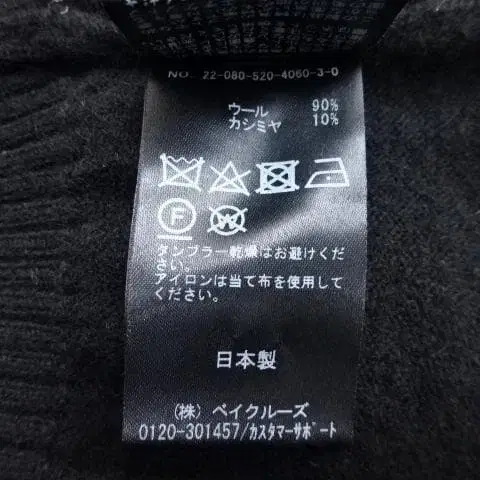 NO. 22-080-520-4060-3-0
ウール 90%
カシミヤ 10%
F
W
タンブラー乾燥はお避けくだ
さい。
アイロンは当て布を使用して
ください。
日本製
(株) ベイクルーズ
0120-301457/カスタマーサポート